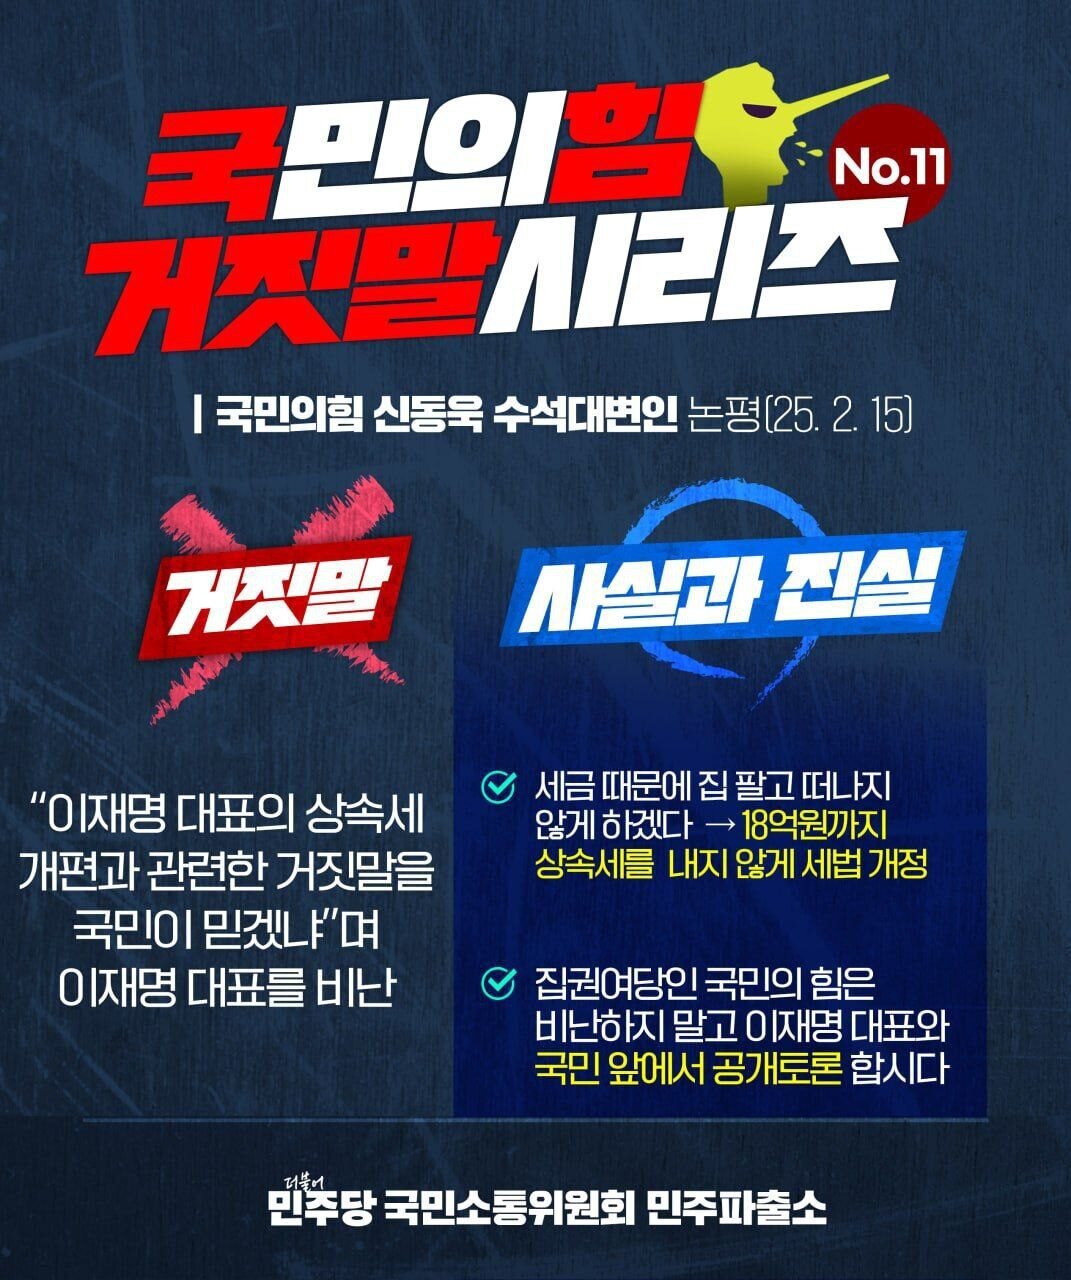 국민의힘
No.11
거짓말시리즈
| 국민의힘 신동욱 수석대변인 논평(25. 2. 15)
거짓말
“이재명 대표의 상속세
개편과 관련한 거짓말을
국민이 믿겠냐”며
이재명 대표를 비난
사실과 진실
세금 때문에 집 팔고 떠나지
않게 하겠다 → 18억원까지
상속세를 내지 않게 세법 개정
집권여당인 국민의 힘은
비난하지 말고 이재명 대표와
국민 앞에서 공개토론 합시다
더불어
민주당 국민소통위원회 민주파출소